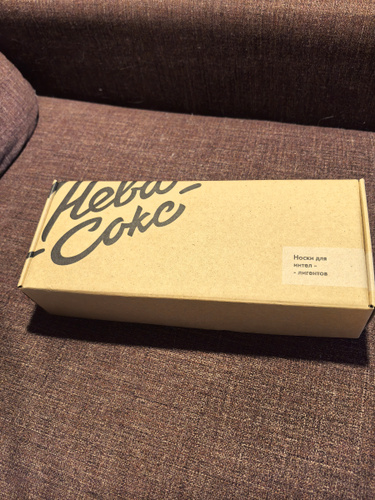 Нева-
-Сокс
Носки для
интел -
- лигентов